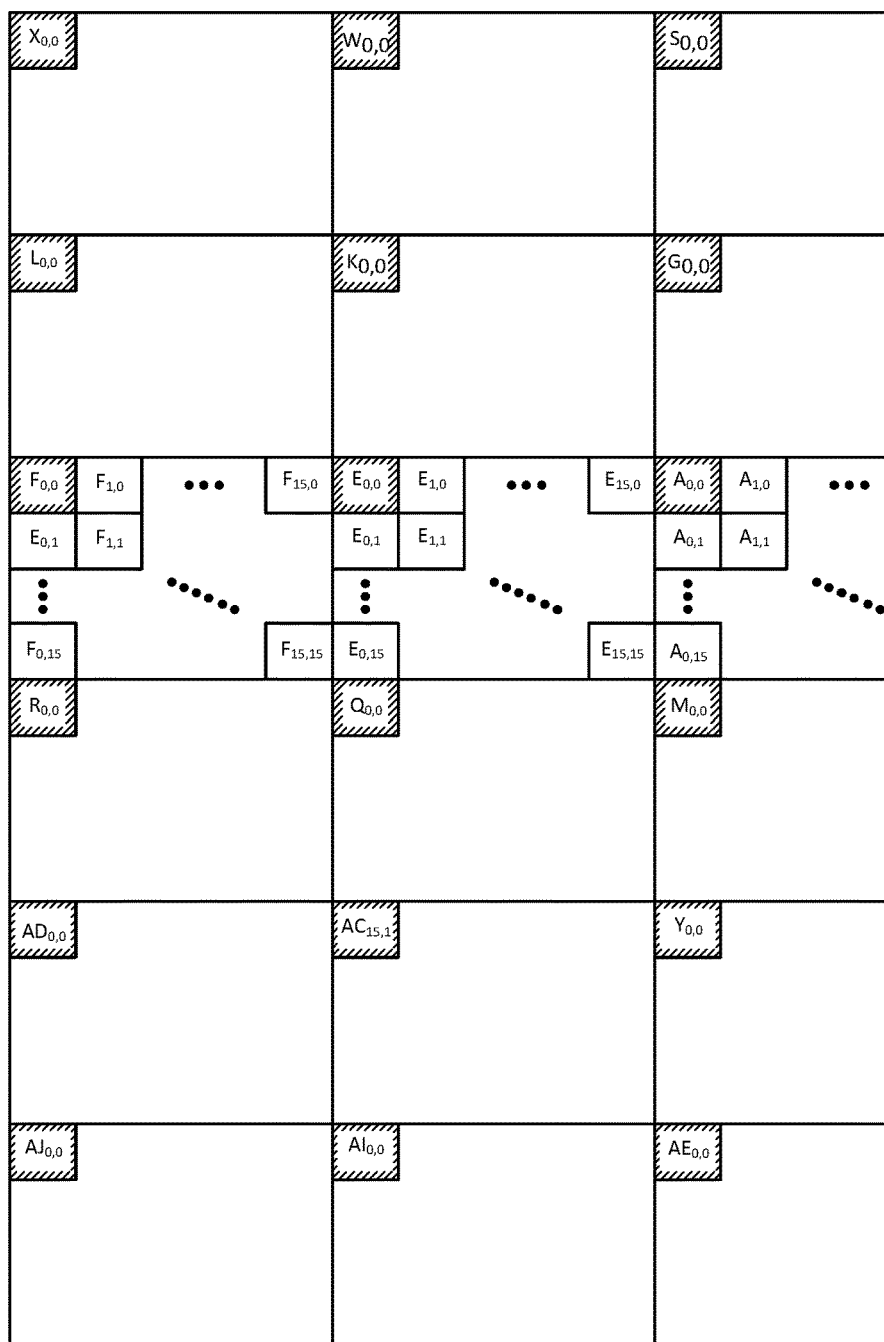 X0,0 W0,0 S0,0
L0,0 K0,0 G0,0
F0,0 F1,0 ••• F15,0 E0,0 E1,0 ••• E15,0 A0,0 A1,0 •••
E0,1 F1,1 E0,1 E1,1 A0,1 A1,1
F0,15 F15,15 E0,15 E15,15 A0,15
R0,0 Q0,0 M0,0
AD0,0 AC15,1 Y0,0
AJ0,0 AI0,0 AE0,0